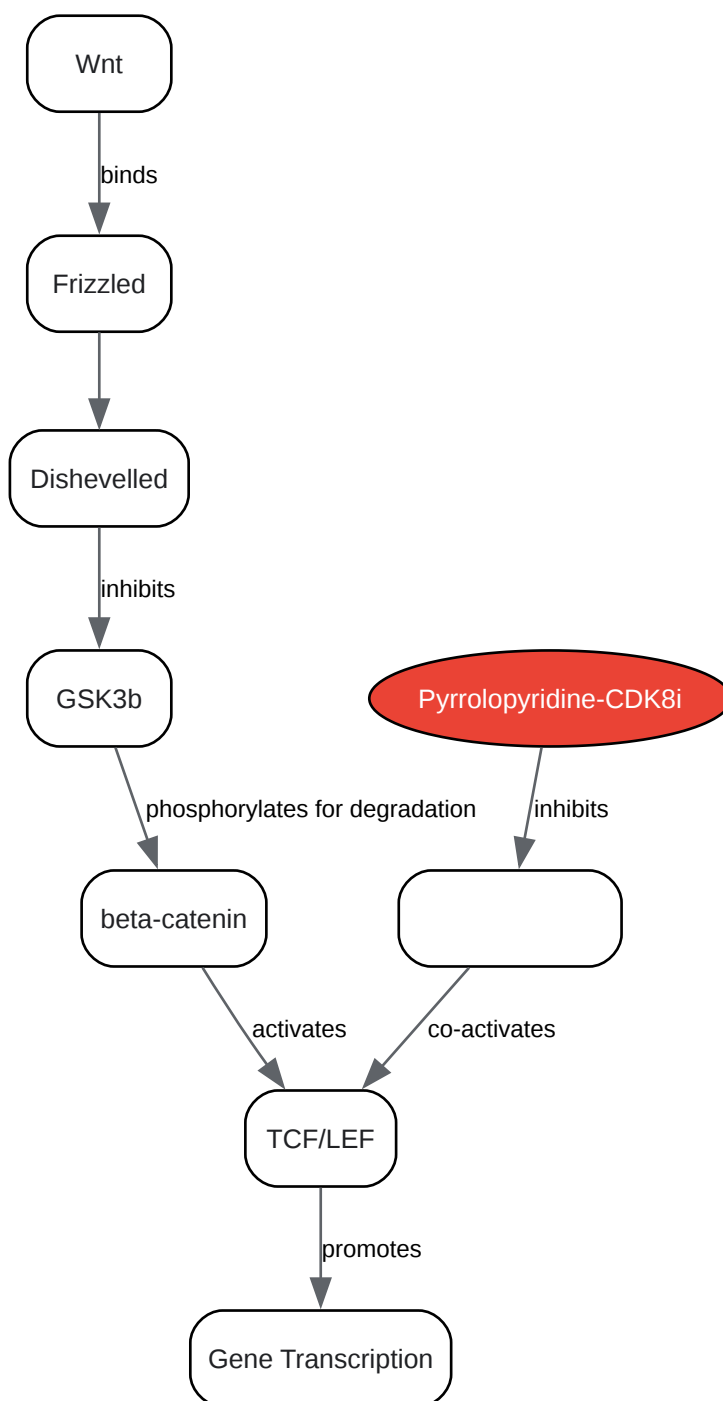 Wnt
binds
Frizzled
Dishevelled
inhibits
GSK3b
Pyrrolopyridine-CDK8i
phosphorylates for degradation
inhibits
beta-catenin
activates
co-activates
TCF/LEF
promotes
Gene Transcription